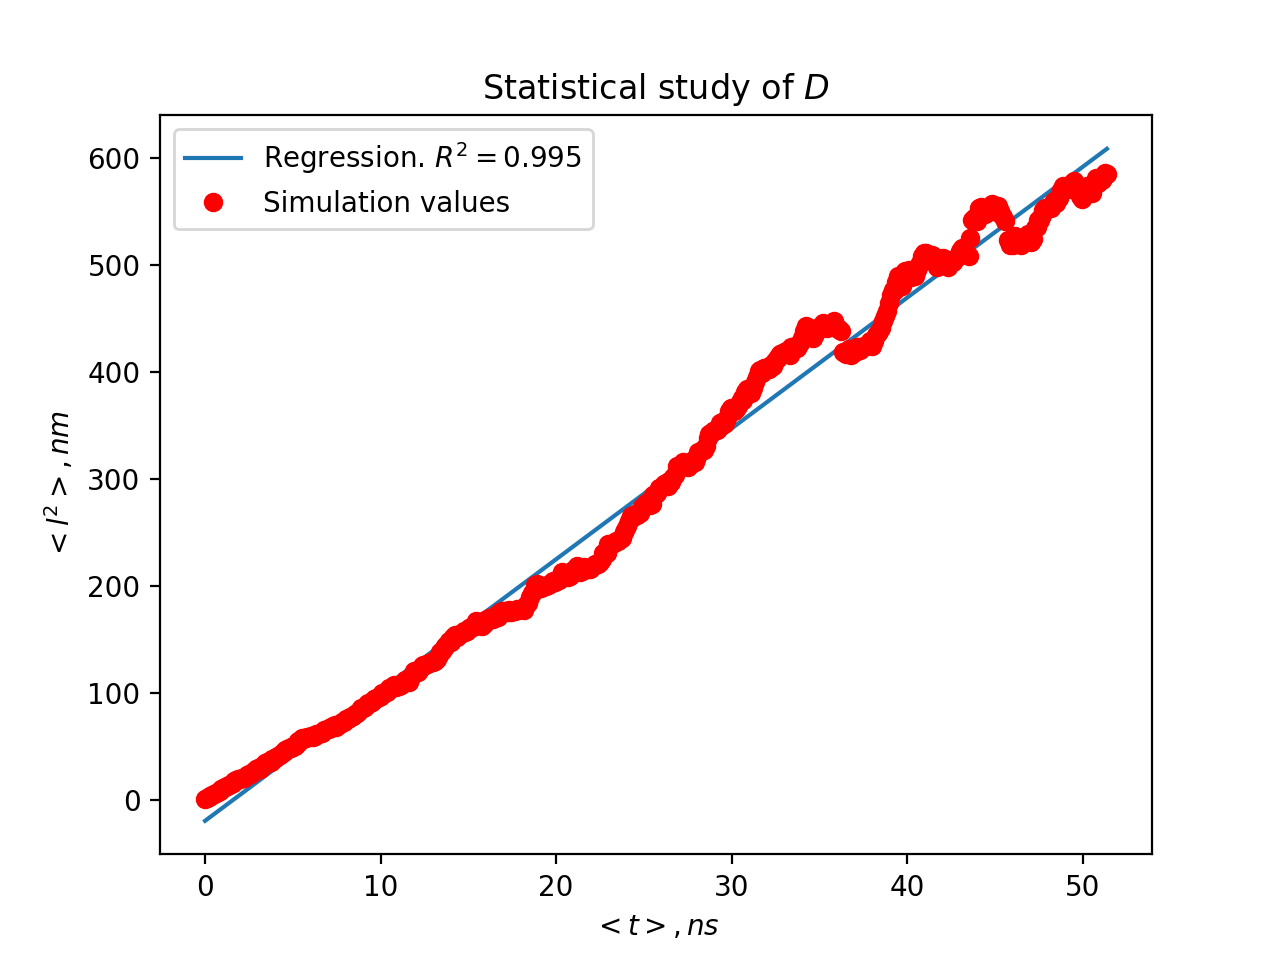 Statistical study of D
Regression. R² = 0.995
Simulation values
600
500
400
300
200
100
0
< l² >, nm
0 10 20 30 40 50
< t >, ns